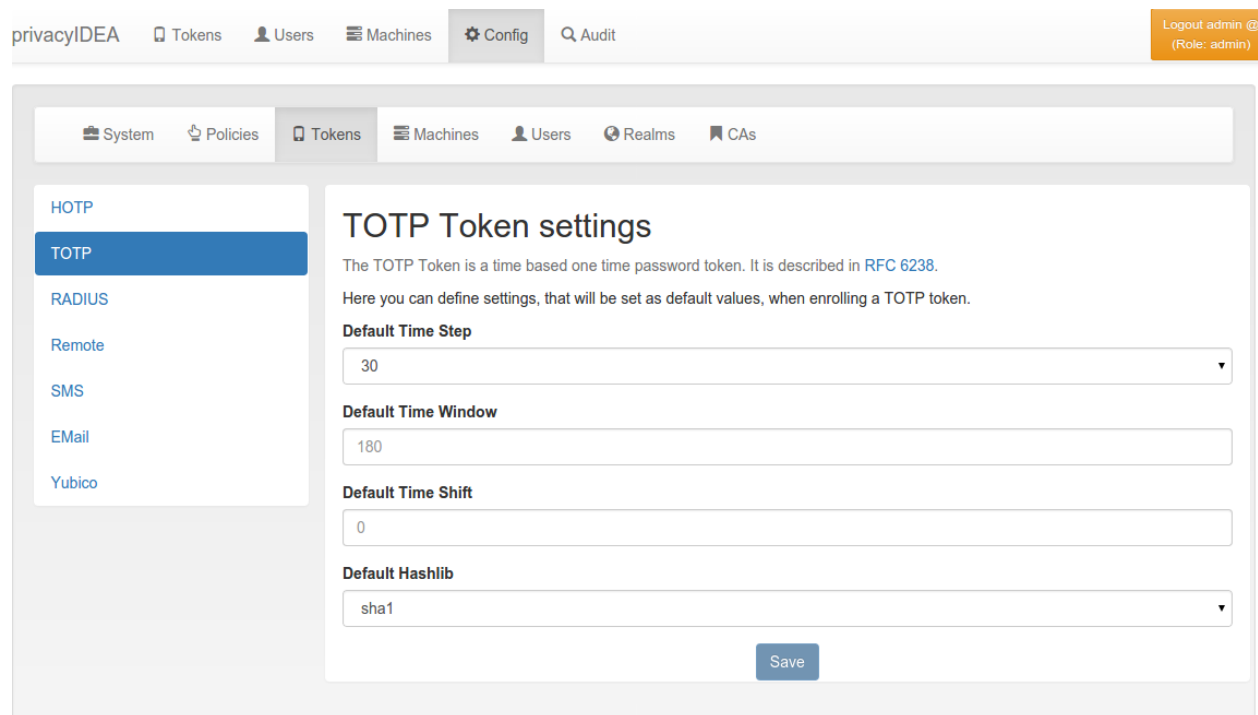 privacyIDEA Tokens Users Machines Config Audit
Logout admin @
(Role: admin)
System Policies Tokens Machines Users Realms CAs
HOTP
TOTP
RADIUS
Remote
SMS
EMail
Yubico
TOTP Token settings
The TOTP Token is a time based one time password token. It is described in RFC 6238.
Here you can define settings, that will be set as default values, when enrolling a TOTP token.
Default Time Step
30
Default Time Window
180
Default Time Shift
0
Default Hashlib
sha1
Save